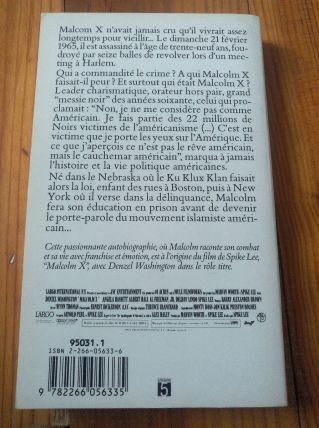 Malcom X n'avait jamais cru qu'il vivrait assez
longtemps pour vieillir... Le dimanche 21 février
1965, il est assassiné à l'âge de trente-neuf ans, fou-
droyé par seize balles de revolver lors d'un mee-
ting à Harlem.
Qui a commandité le crime ? A qui Malcom X
faisait-il peur ? Et surtout qui était Malcolm X ?
Leader charismatique, orateur hors pair, grand
"messie noir" des années soixante, celui qui pro-
clamait : "Non, je ne me considère pas comme
Américain. Je fais partie des 22 millions de
Noirs victimes de l'américanisme (...) C'est en
victime que je porte les yeux sur l'Amérique. Et
ce que j'aperçois ce n'est pas le rêve américain,
mais le cauchemar américain", marqua à jamais
l'histoire et la vie politique américaines.
Né dans le Nebraska où le Ku Klux Klan faisait
alors la loi, enfant des rues à Boston, puis à New
York où il verse dans la délinquance, Malcolm
fera son éducation en prison avant de devenir
le porte-parole du mouvement islamiste améri-
cain...
Cette passionnante autobiographie, où Malcolm raconte son combat
et sa vie avec franchise et émotion, est à l'origine du film de Spike Lee,
"Malcolm X", avec Denzel Washington dans le rôle titre.
LARGO
95031.1
ISBN 2-266-05633-6
9 782266 056335
5